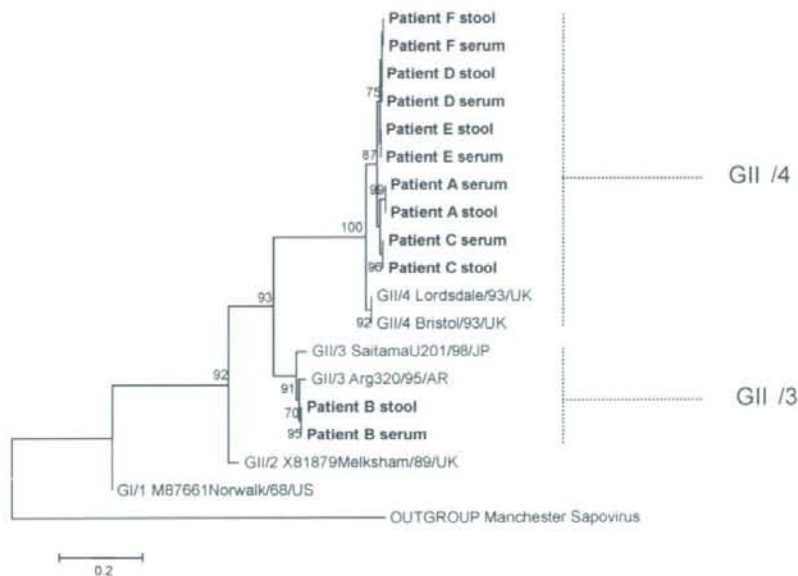 Patient F stool
Patient F serum
Patient D stool
75
Patient D serum
Patient E stool
87
Patient E serum
99
Patient A serum
Patient A stool
GII /4
100
Patient C serum
96
Patient C stool
93
GII/4 Lordsdale/93/UK
92
GII/4 Bristol/93/UK
GII/3 SaitamaU201/98/JP
92
91
GII/3 Arg320/95/AR
GII /3
70
Patient B stool
95
Patient B serum
GII/2 X81879Melksham/89/UK
GI/1 M87661Norwalk/68/US
OUTGROUP Manchester Sapovirus
0.2